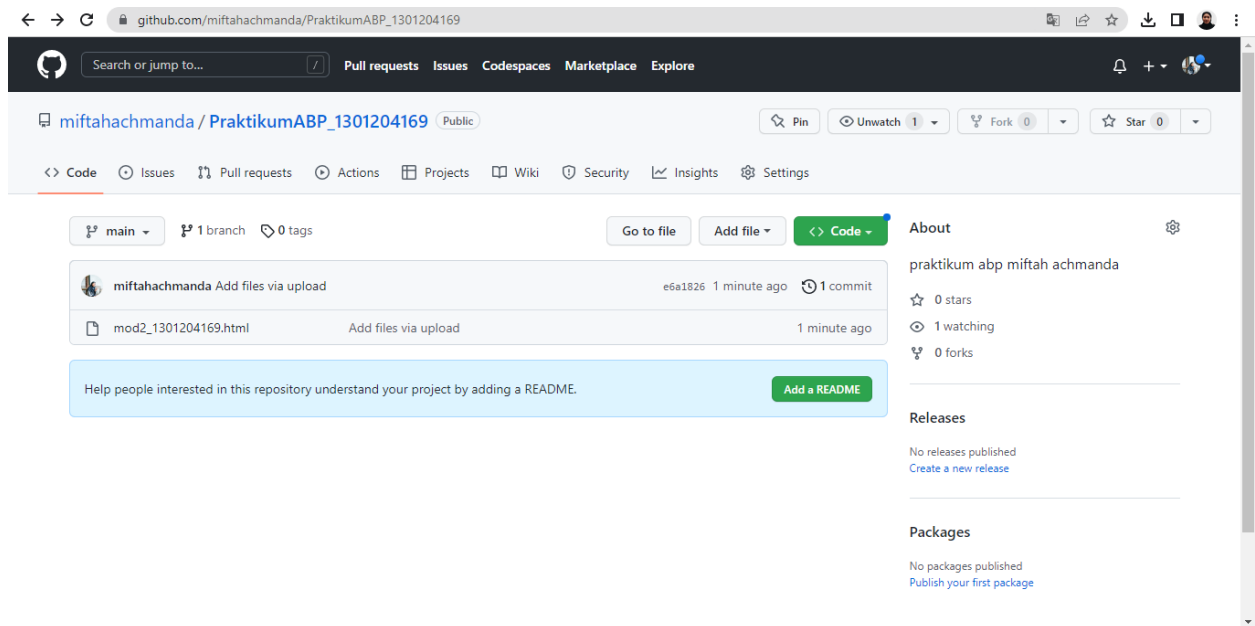 github.com/miftahachmanda/PraktikumABP_1301204169
Search or jump to... /
Pull requests Issues Codespaces Marketplace Explore
miftahachmanda / PraktikumABP_1301204169 Public
Pin Unwatch 1 Fork 0 Star 0
<> Code Issues Pull requests Actions Projects Wiki Security Insights Settings
main 1 branch 0 tags Go to file Add file <> Code
miftahachmanda Add files via upload e6a1826 1 minute ago 1 commit
mod2_1301204169.html Add files via upload 1 minute ago
Help people interested in this repository understand your project by adding a README. Add a README
About
praktikum abp miftah achmanda
0 stars
1 watching
0 forks
Releases
No releases published
Create a new release
Packages
No packages published
Publish your first package